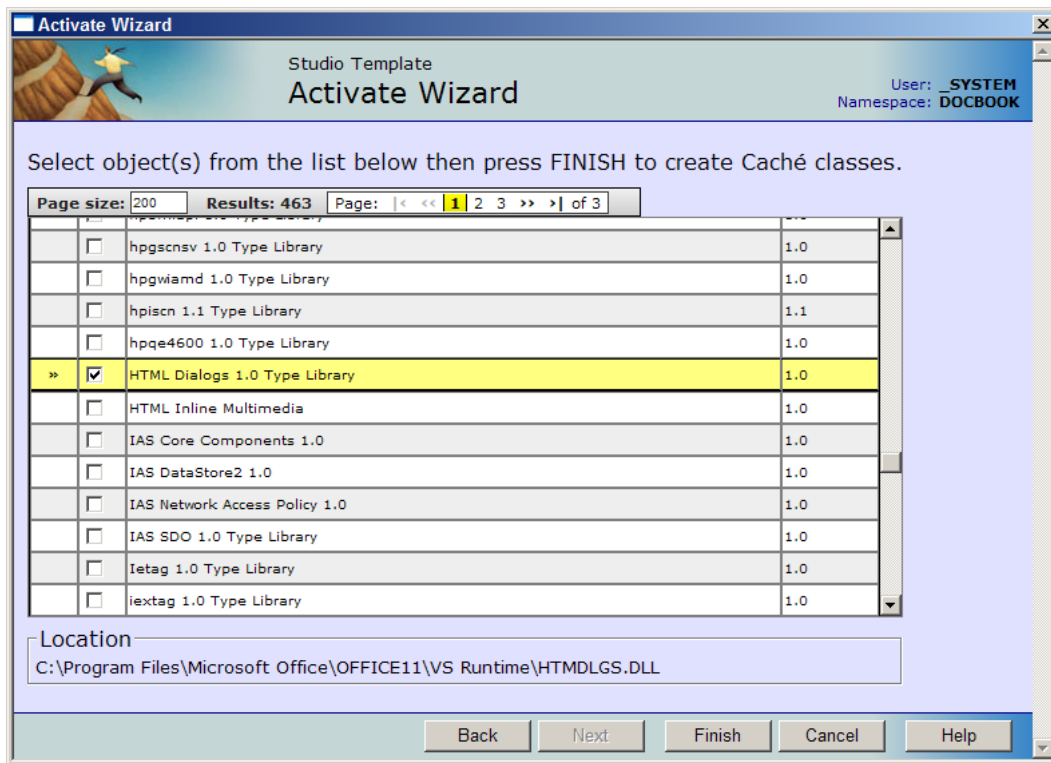 Activate Wizard
Studio Template
Activate Wizard
User: _SYSTEM
Namespace: DOCBOOK
Select object(s) from the list below then press FINISH to create Caché classes.
Page size: 200 Results: 463 Page: |< << 1 2 3 >> >| of 3
hpgscnsv 1.0 Type Library 1.0
hpgwiamd 1.0 Type Library 1.0
hpiscn 1.1 Type Library 1.1
hpqe4600 1.0 Type Library 1.0
» HTML Dialogs 1.0 Type Library 1.0
HTML Inline Multimedia 1.0
IAS Core Components 1.0 1.0
IAS DataStore2 1.0 1.0
IAS Network Access Policy 1.0 1.0
IAS SDO 1.0 Type Library 1.0
Ietag 1.0 Type Library 1.0
iextag 1.0 Type Library 1.0
Location
C:\Program Files\Microsoft Office\OFFICE11\VS Runtime\HTMDLGS.DLL
Back Next Finish Cancel Help